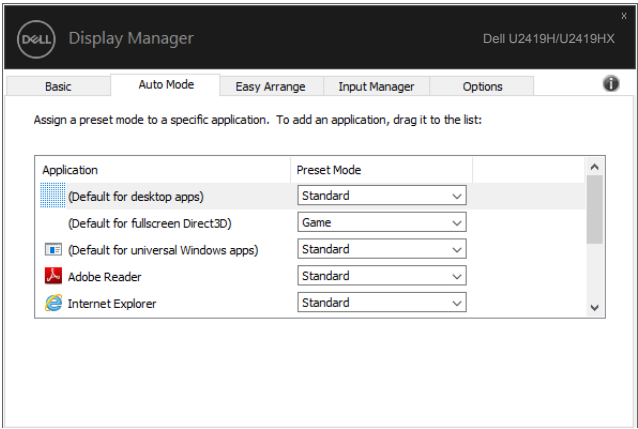 x
DELL Display Manager Dell U2419H/U2419HX
Basic Auto Mode Easy Arrange Input Manager Options i
Assign a preset mode to a specific application. To add an application, drag it to the list:
Application Preset Mode
(Default for desktop apps) Standard
(Default for fullscreen Direct3D) Game
(Default for universal Windows apps) Standard
Adobe Reader Standard
Internet Explorer Standard